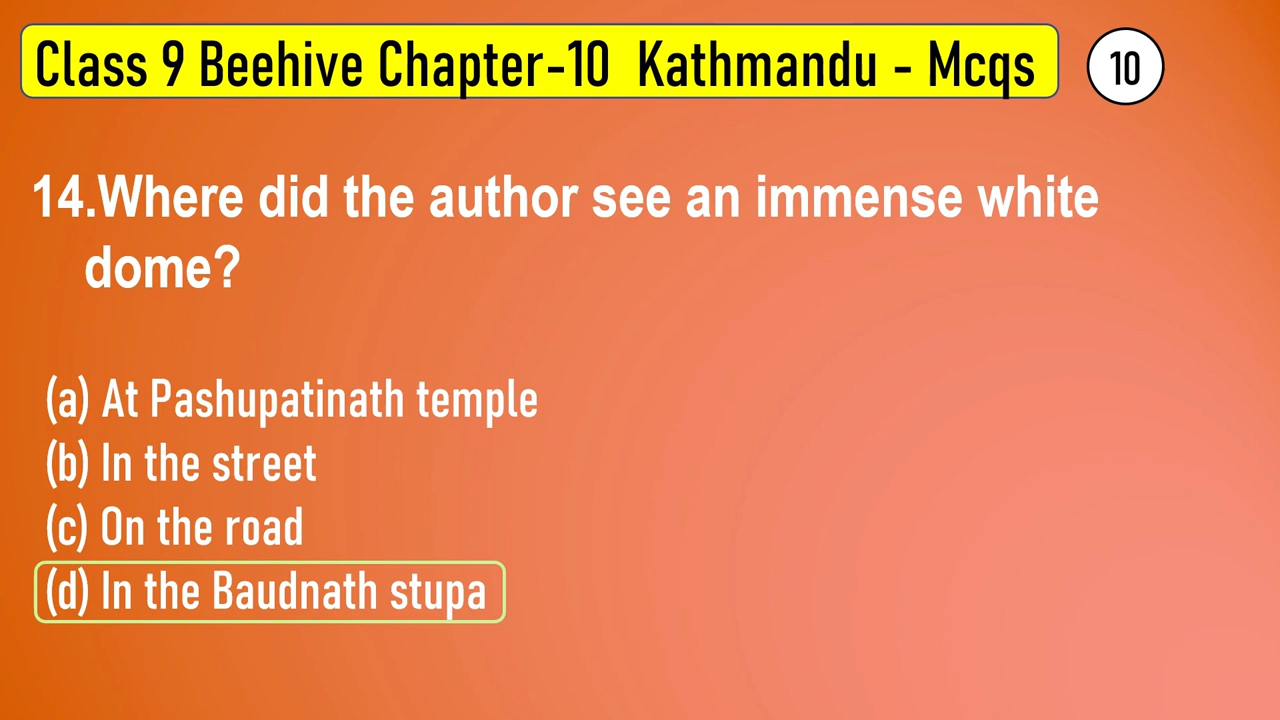 Class 9 Beehive Chapter-10 Kathmandu - Mcqs
10
14.Where did the author see an immense white
dome?
(a) At Pashupatinath temple
(b) In the street
(c) On the road
(d) In the Baudnath stupa